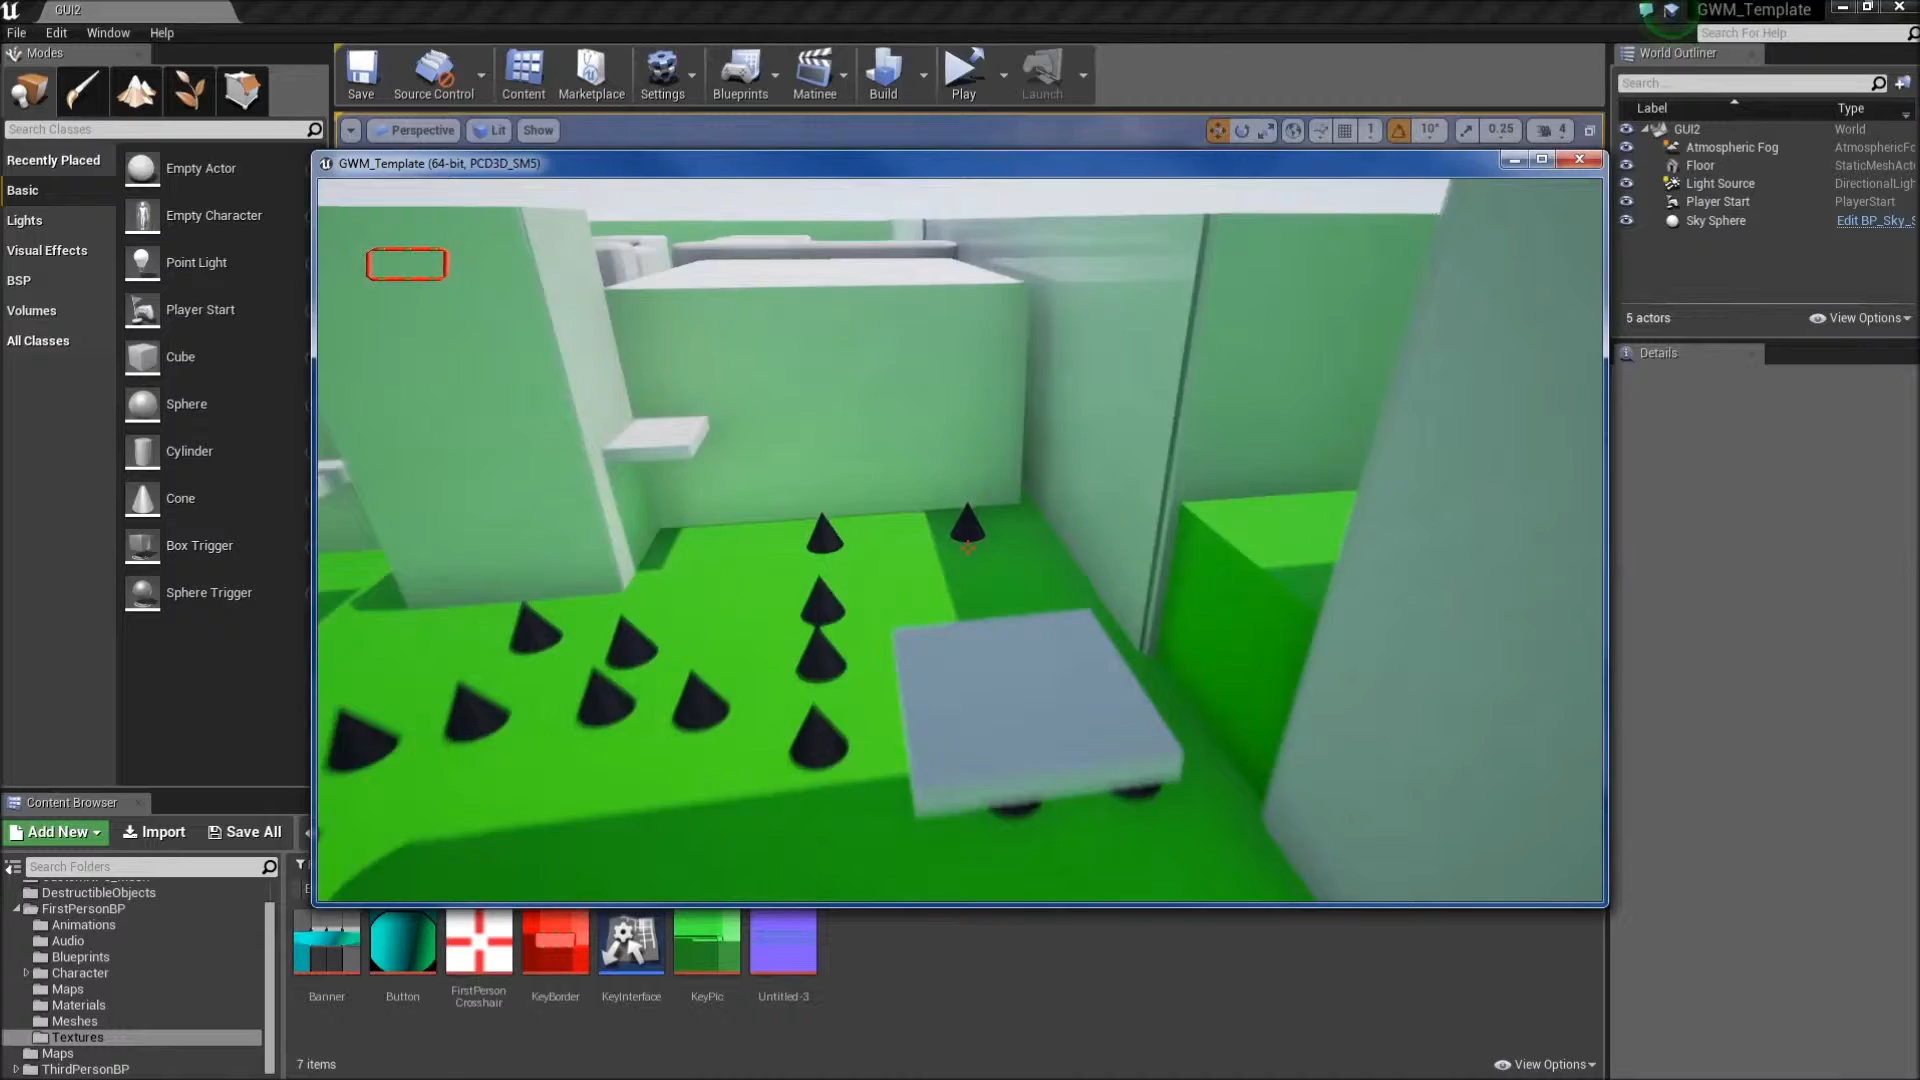 GUI2
GWM_Template
File Edit Window Help
Search For Help
Modes
World Outliner
Save Source Control Content Marketplace Settings Blueprints Matinee Build Play Launch
Search...
Label Type
Search Classes
Perspective Lit Show 1 10° 0.25 4
GUI2 World
Atmospheric Fog AtmosphericFo
Floor StaticMeshAct
Light Source DirectionalLigh
Player Start PlayerStart
Sky Sphere Edit BP_Sky_S
5 actors View Options
Details
Recently Placed
Basic
Lights
Visual Effects
BSP
Volumes
All Classes
Empty Actor
Empty Character
Point Light
Player Start
Cube
Sphere
Cylinder
Cone
Box Trigger
Sphere Trigger
GWM_Template (64-bit, PCD3D_SM5)
Content Browser
Add New Import Save All
Search Folders
DestructibleObjects
FirstPersonBP
Animations
Audio
Blueprints
Character
Maps
Materials
Meshes
Textures
Maps
ThirdPersonBP
Banner
Button
FirstPerson
Crosshair
KeyBorder
KeyInterface
KeyPic
Untitled-3
7 items
View Options